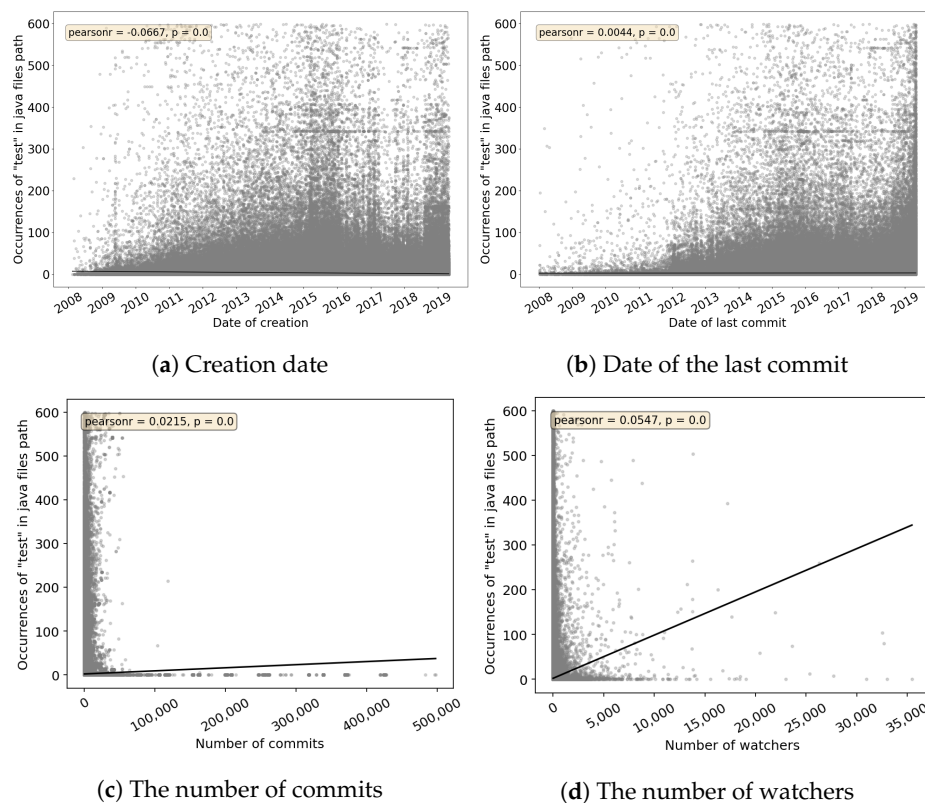 pearsonr = -0.0667, p = 0.0
Occurrences of "test" in java files path
600
500
400
300
200
100
0
2008 2009 2010 2011 2012 2013 2014 2015 2016 2017 2018 2019
Date of creation
(a) Creation date
pearsonr = 0.0044, p = 0.0
Occurrences of "test" in java files path
600
500
400
300
200
100
0
2008 2009 2010 2011 2012 2013 2014 2015 2016 2017 2018 2019
Date of last commit
(b) Date of the last commit
pearsonr = 0.0215, p = 0.0
Occurrences of "test" in java files path
600
500
400
300
200
100
0
0 100,000 200,000 300,000 400,000 500,000
Number of commits
(c) The number of commits
pearsonr = 0.0547, p = 0.0
Occurrences of "test" in java files path
600
500
400
300
200
100
0
0 5,000 10,000 15,000 20,000 25,000 30,000
Number of watchers
(d) The number of watchers